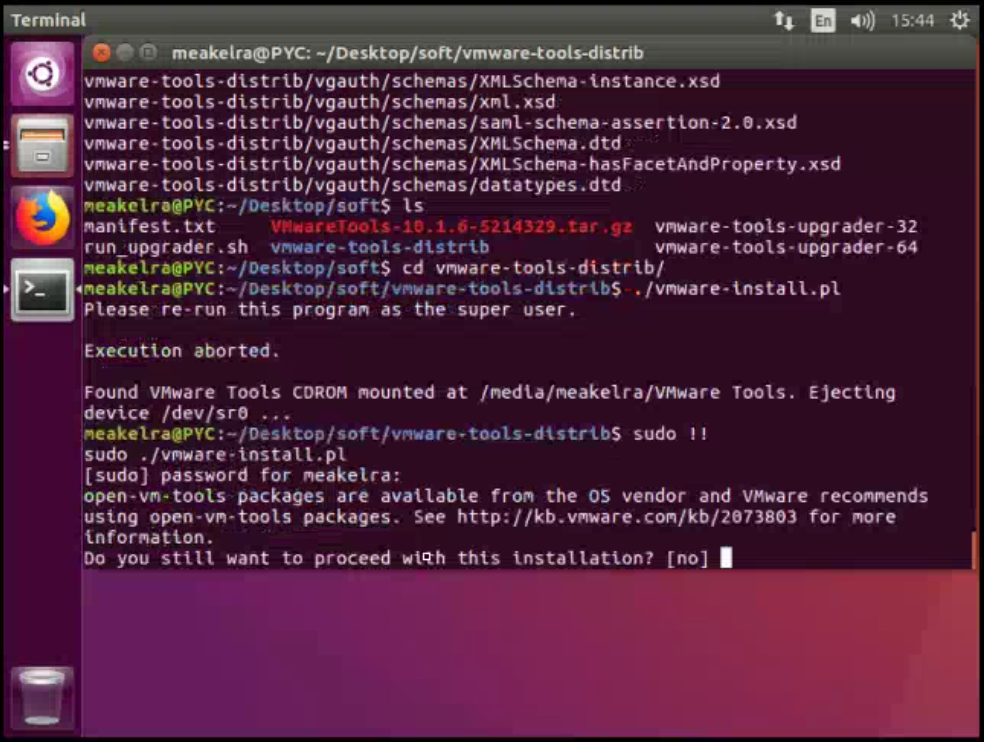 Terminal
En
15:44
meakelra@PYC: ~/Desktop/soft/vmware-tools-distrib
vmware-tools-distrib/vgauth/schemas/XMLSchema-instance.xsd
vmware-tools-distrib/vgauth/schemas/xml.xsd
vmware-tools-distrib/vgauth/schemas/saml-schema-assertion-2.0.xsd
vmware-tools-distrib/vgauth/schemas/XMLSchema.dtd
vmware-tools-distrib/vgauth/schemas/XMLSchema-hasFacetAndProperty.xsd
vmware-tools-distrib/vgauth/schemas/datatypes.dtd
meakelra@PYC:~/Desktop/soft$ ls
manifest.txt VMwareTools-10.1.6-5214329.tar.gz vmware-tools-upgrader-32
run_upgrader.sh vmware-tools-distrib vmware-tools-upgrader-64
meakelra@PYC:~/Desktop/soft$ cd vmware-tools-distrib/
meakelra@PYC:~/Desktop/soft/vmware-tools-distrib$ ./vmware-install.pl
Please re-run this program as the super user.
Execution aborted.
Found VMware Tools CDROM mounted at /media/meakelra/VMware Tools. Ejecting
device /dev/sr0 ...
meakelra@PYC:~/Desktop/soft/vmware-tools-distrib$ sudo !!
sudo ./vmware-install.pl
[sudo] password for meakelra:
open-vm-tools packages are available from the OS vendor and VMware recommends
using open-vm-tools packages. See http://kb.vmware.com/kb/2073803 for more
information.
Do you still want to proceed with this installation? [no]